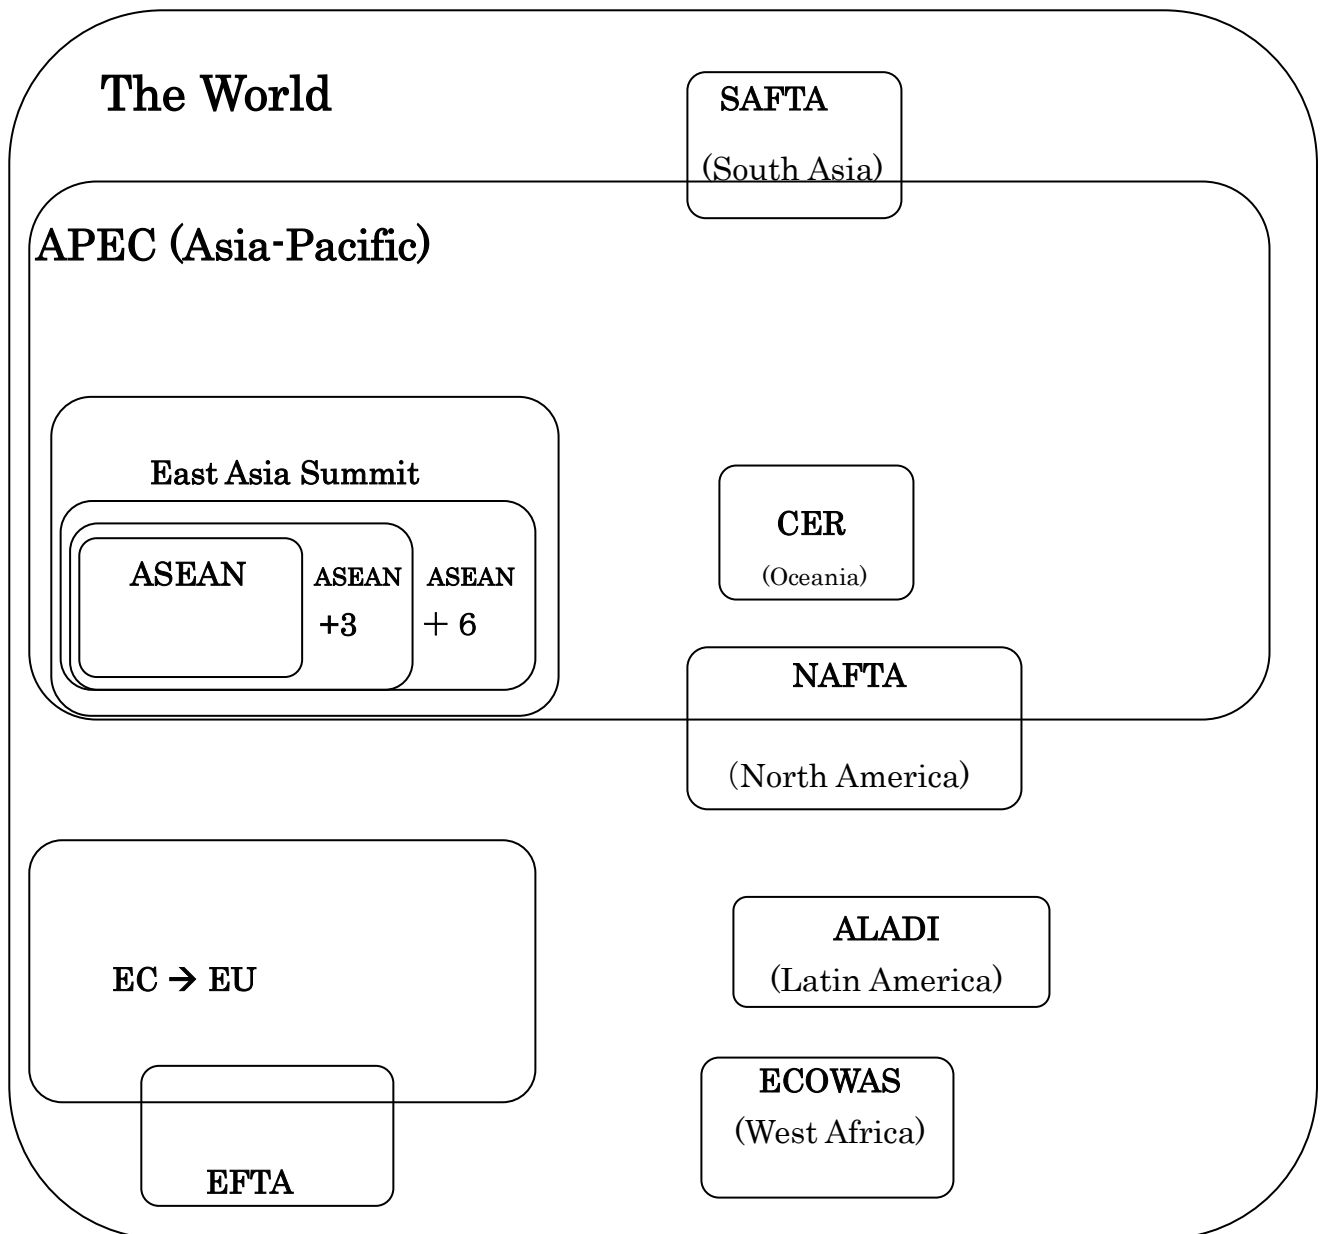 The World
SAFTA
(South Asia)
APEC (Asia-Pacific)
East Asia Summit
ASEAN
ASEAN
+3
ASEAN
＋6
CER
(Oceania)
NAFTA
(North America)
EC → EU
ALADI
(Latin America)
ECOWAS
(West Africa)
EFTA